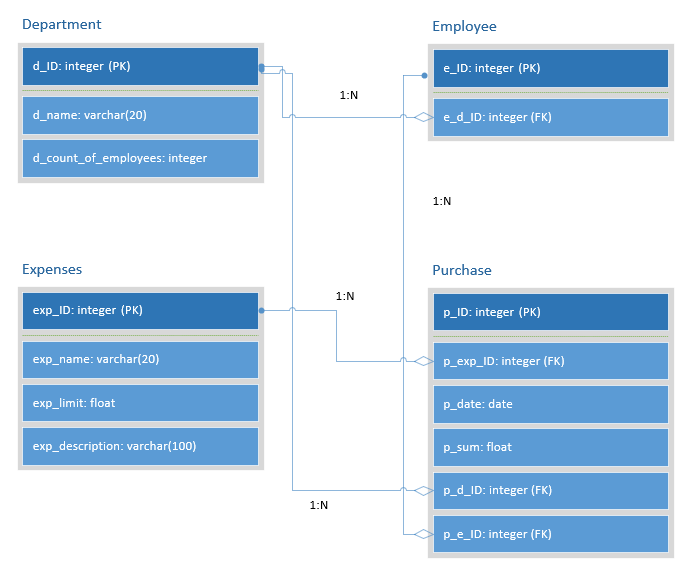 Department
d_ID: integer (PK)
d_name: varchar(20)
d_count_of_employees: integer
Employee
e_ID: integer (PK)
e_d_ID: integer (FK)
1:N
1:N
Expenses
exp_ID: integer (PK)
exp_name: varchar(20)
exp_limit: float
exp_description: varchar(100)
1:N
1:N
Purchase
p_ID: integer (PK)
p_exp_ID: integer (FK)
p_date: date
p_sum: float
p_d_ID: integer (FK)
p_e_ID: integer (FK)